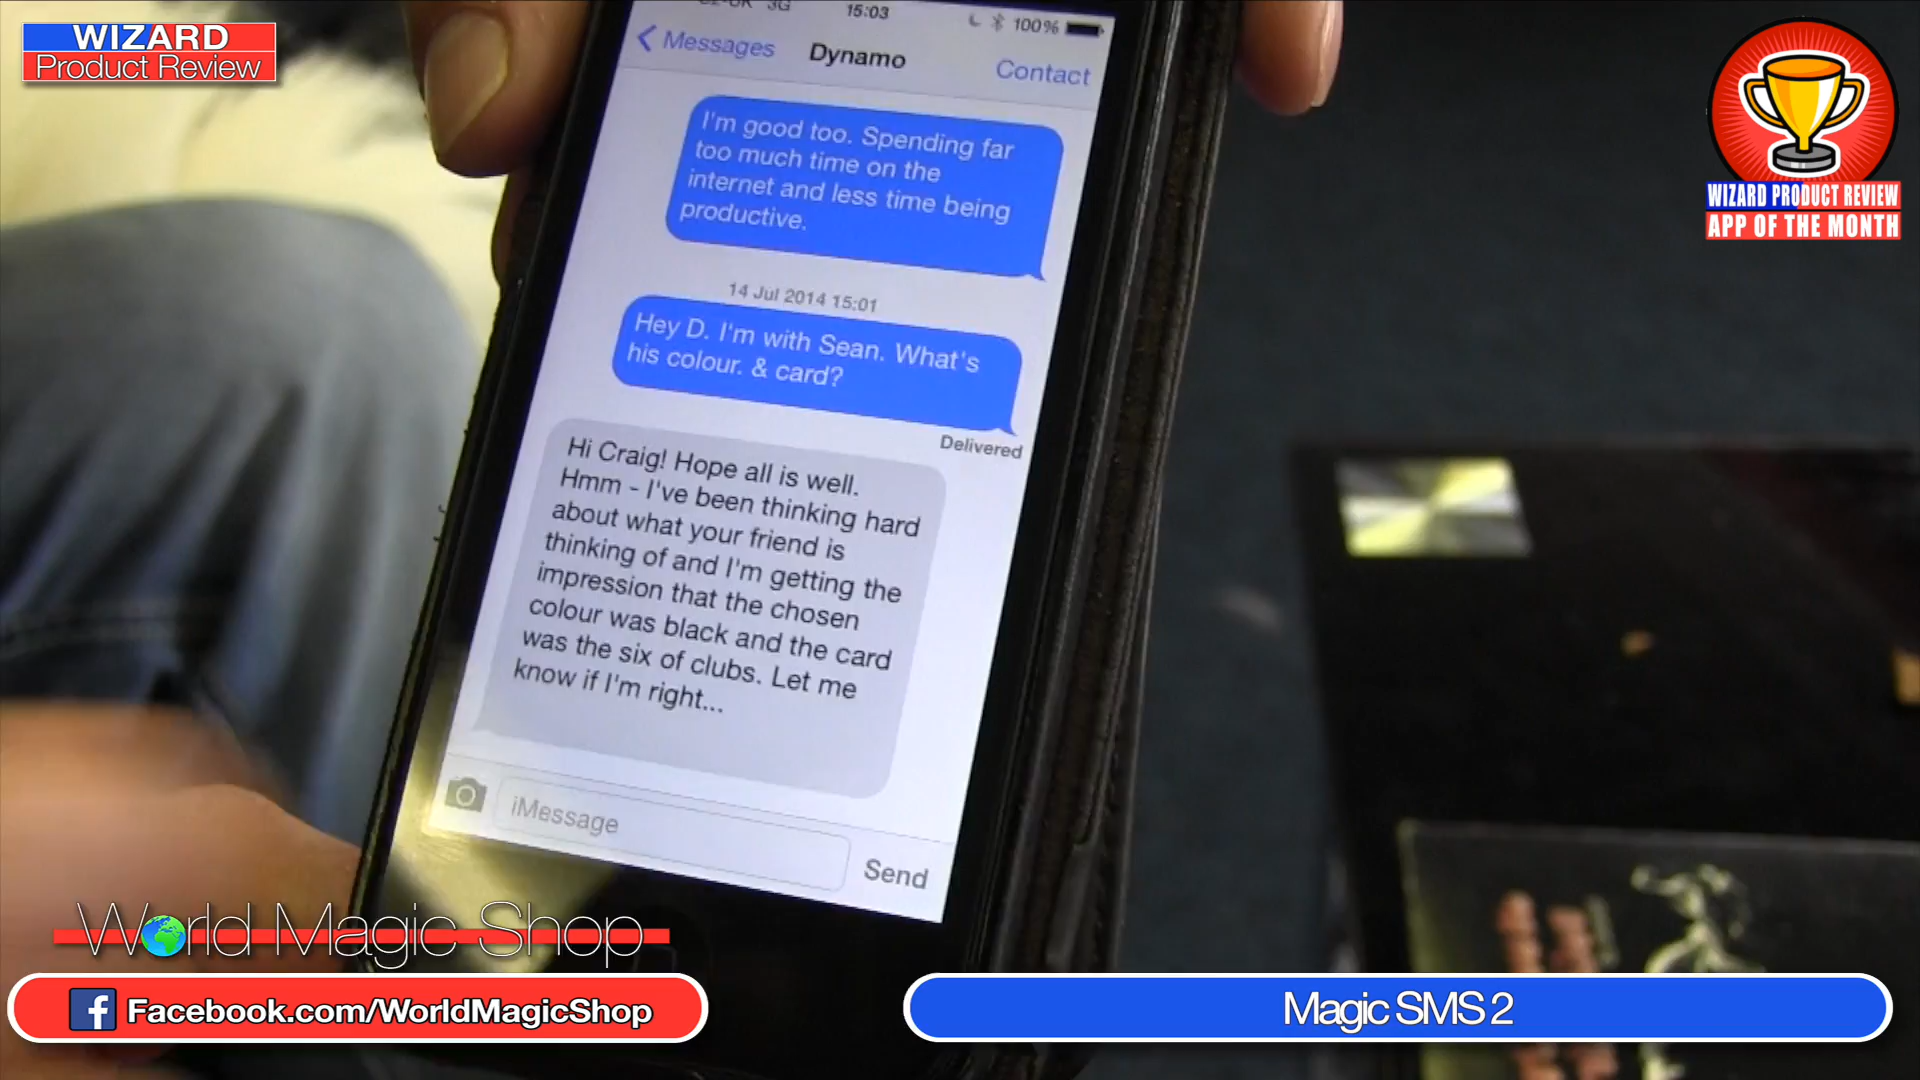 WIZARD
Product Review
3G
15:03
100%
Messages
Dynamo
Contact
I'm good too. Spending far
too much time on the
internet and less time being
productive.
14 Jul 2014 15:01
Hey D. I'm with Sean. What's
his colour. & card?
Delivered
Hi Craig! Hope all is well.
Hmm - I've been thinking hard
about what your friend is
thinking of and I'm getting the
impression that the chosen
colour was black and the card
was the six of clubs. Let me
know if I'm right...
iMessage
Send
WIZARD PRODUCT REVIEW
APP OF THE MONTH
World Magic Shop
Facebook.com/WorldMagicShop
Magic SMS 2